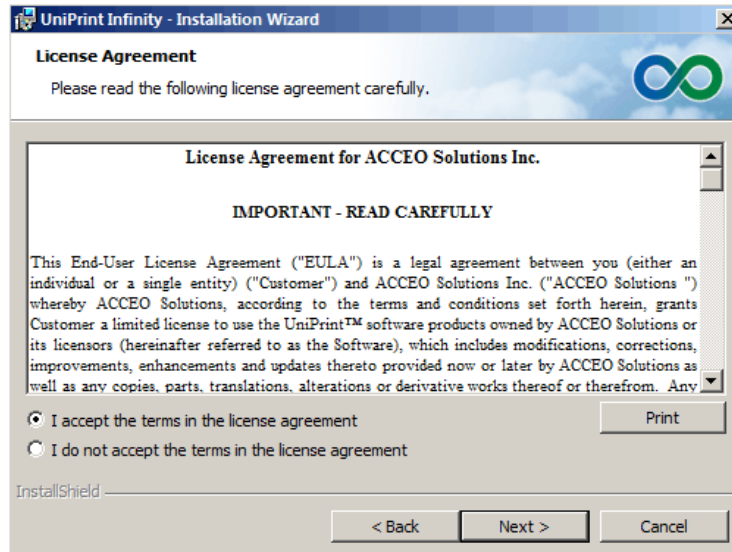 UniPrint Infinity - Installation Wizard
License Agreement
Please read the following license agreement carefully.
License Agreement for ACCEO Solutions Inc.
IMPORTANT - READ CAREFULLY
This End-User License Agreement ("EULA") is a legal agreement between you (either an
individual or a single entity) ("Customer") and ACCEO Solutions Inc. ("ACCEO Solutions ")
whereby ACCEO Solutions, according to the terms and conditions set forth herein, grants
Customer a limited license to use the UniPrint™ software products owned by ACCEO Solutions or
its licensors (hereinafter referred to as the Software), which includes modifications, corrections,
improvements, enhancements and updates thereto provided now or later by ACCEO Solutions as
well as any copies, parts, translations, alterations or derivative works thereof or therefrom. Any
I accept the terms in the license agreement
Print
I do not accept the terms in the license agreement
InstallShield
< Back
Next >
Cancel